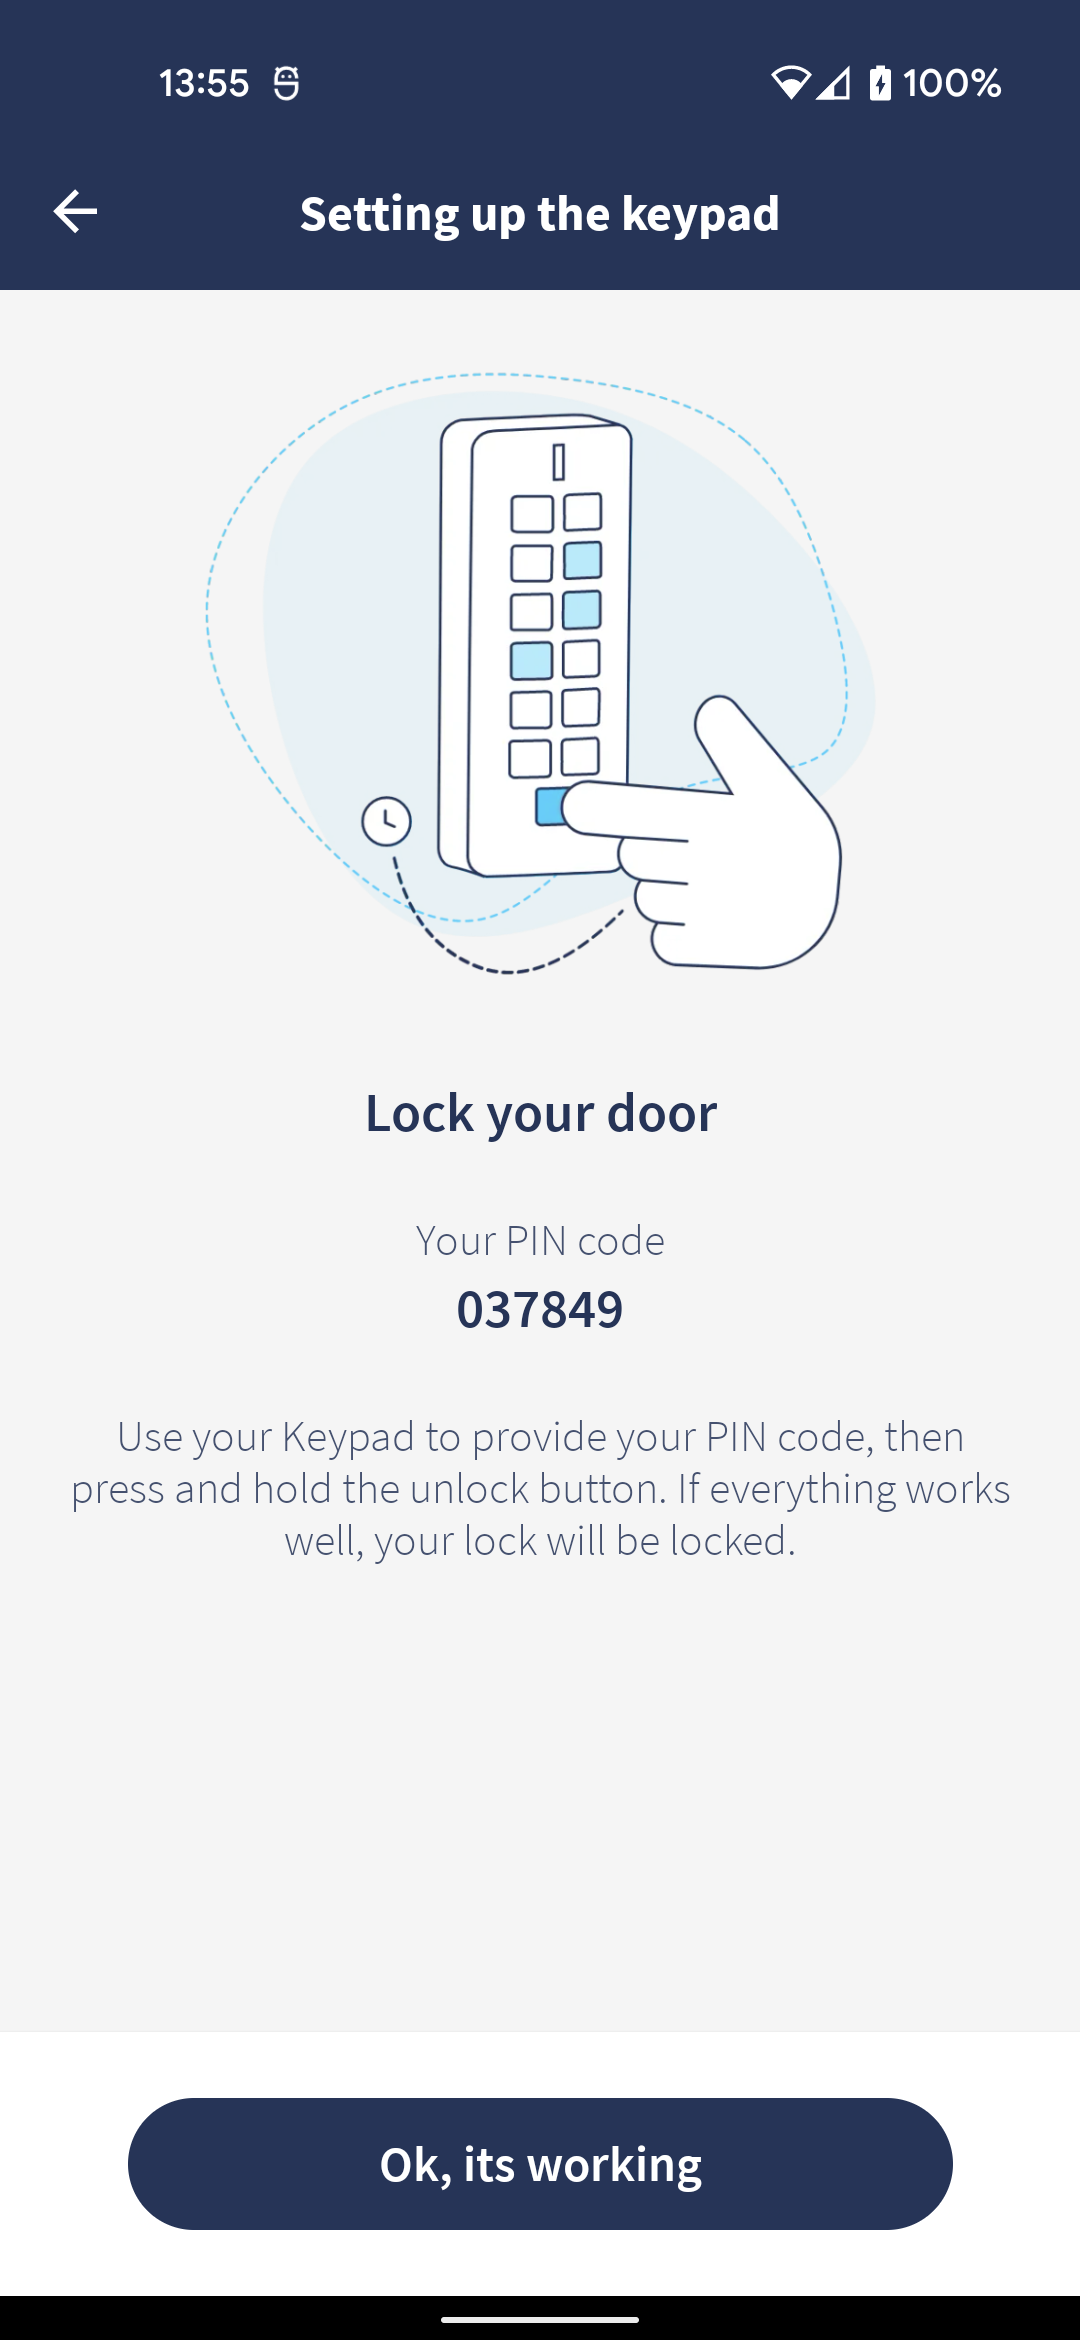 13:55
100%
Setting up the keypad
Lock your door
Your PIN code
037849
Use your Keypad to provide your PIN code, then
press and hold the unlock button. If everything works
well, your lock will be locked.
Ok, its working